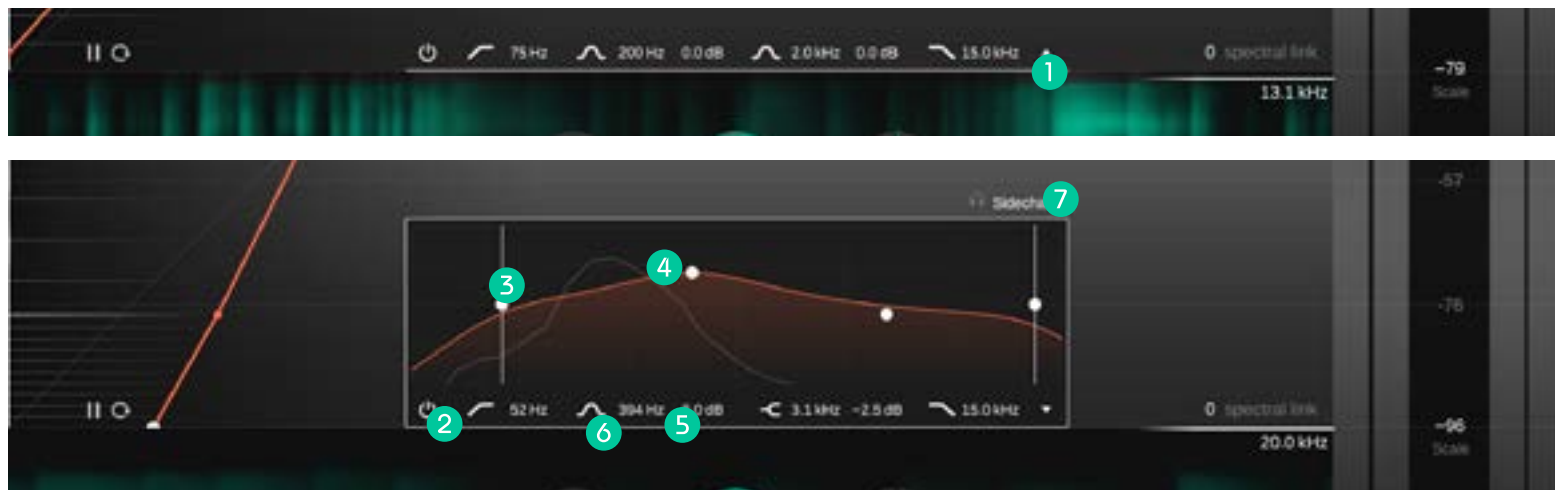 75 Hz 200 Hz 0.0 dB 2.0 kHz 0.0 dB 15.0 kHz 0 spectral link
1
-79
Scale
13.1 kHz
-57
7
3
4
-76
52 Hz 394 Hz 3.1 kHz -2.5 dB 15.0 kHz 0 spectral link
2 6 5
-96
Scale
20.0 kHz